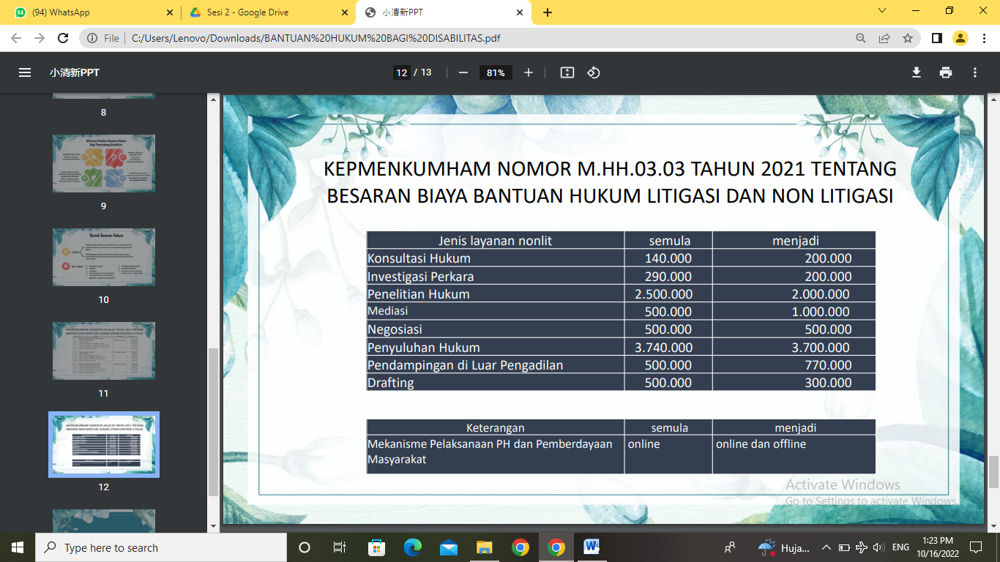 (94) WhatsApp
Sesi 2 - Google Drive
小清新PPT
File
C:/Users/Lenovo/Downloads/BANTUAN%20HUKUM%20BAGI%20DISABILITAS.pdf
小清新PPT
12 / 13
81%
8
9
10
11
12
KEPMENKUMHAM NOMOR M.HH.03.03 TAHUN 2021 TENTANG
BESARAN BIAYA BANTUAN HUKUM LITIGASI DAN NON LITIGASI
Jenis layanan nonlit semula menjadi
Konsultasi Hukum 140.000 200.000
Investigasi Perkara 290.000 200.000
Penelitian Hukum 2.500.000 2.000.000
Mediasi 500.000 1.000.000
Negosiasi 500.000 500.000
Penyuluhan Hukum 3.740.000 3.700.000
Pendampingan di Luar Pengadilan 500.000 770.000
Drafting 500.000 300.000
Keterangan semula menjadi
Mekanisme Pelaksanaan PH dan Pemberdayaan online online dan offline
Masyarakat
Activate Windows
Go to Settings to activate Windows.
Type here to search
Huja...
ENG
1:23 PM
10/16/2022